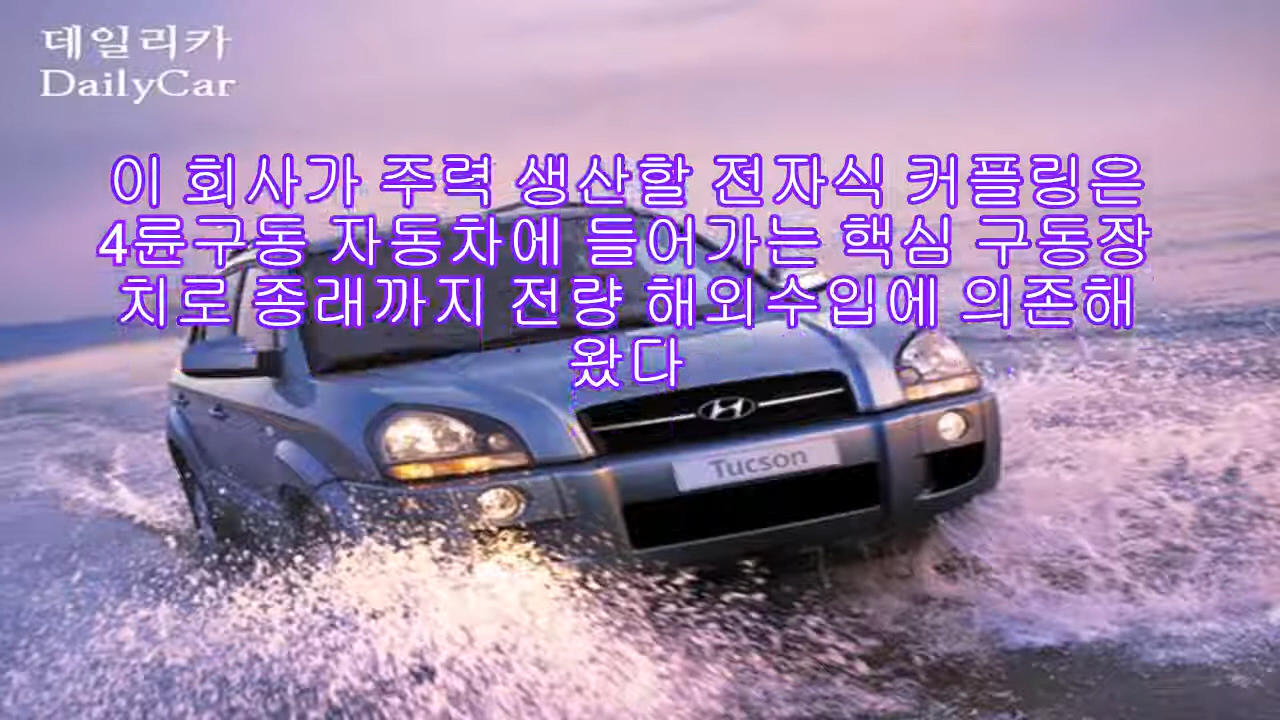 데일리카
DailyCar
이 회사가 주력 생산할 전자식 커플링은
4륜구동 자동차에 들어가는 핵심 구동장
치로 종래까지 전량 해외수입에 의존해
왔다
Tucson